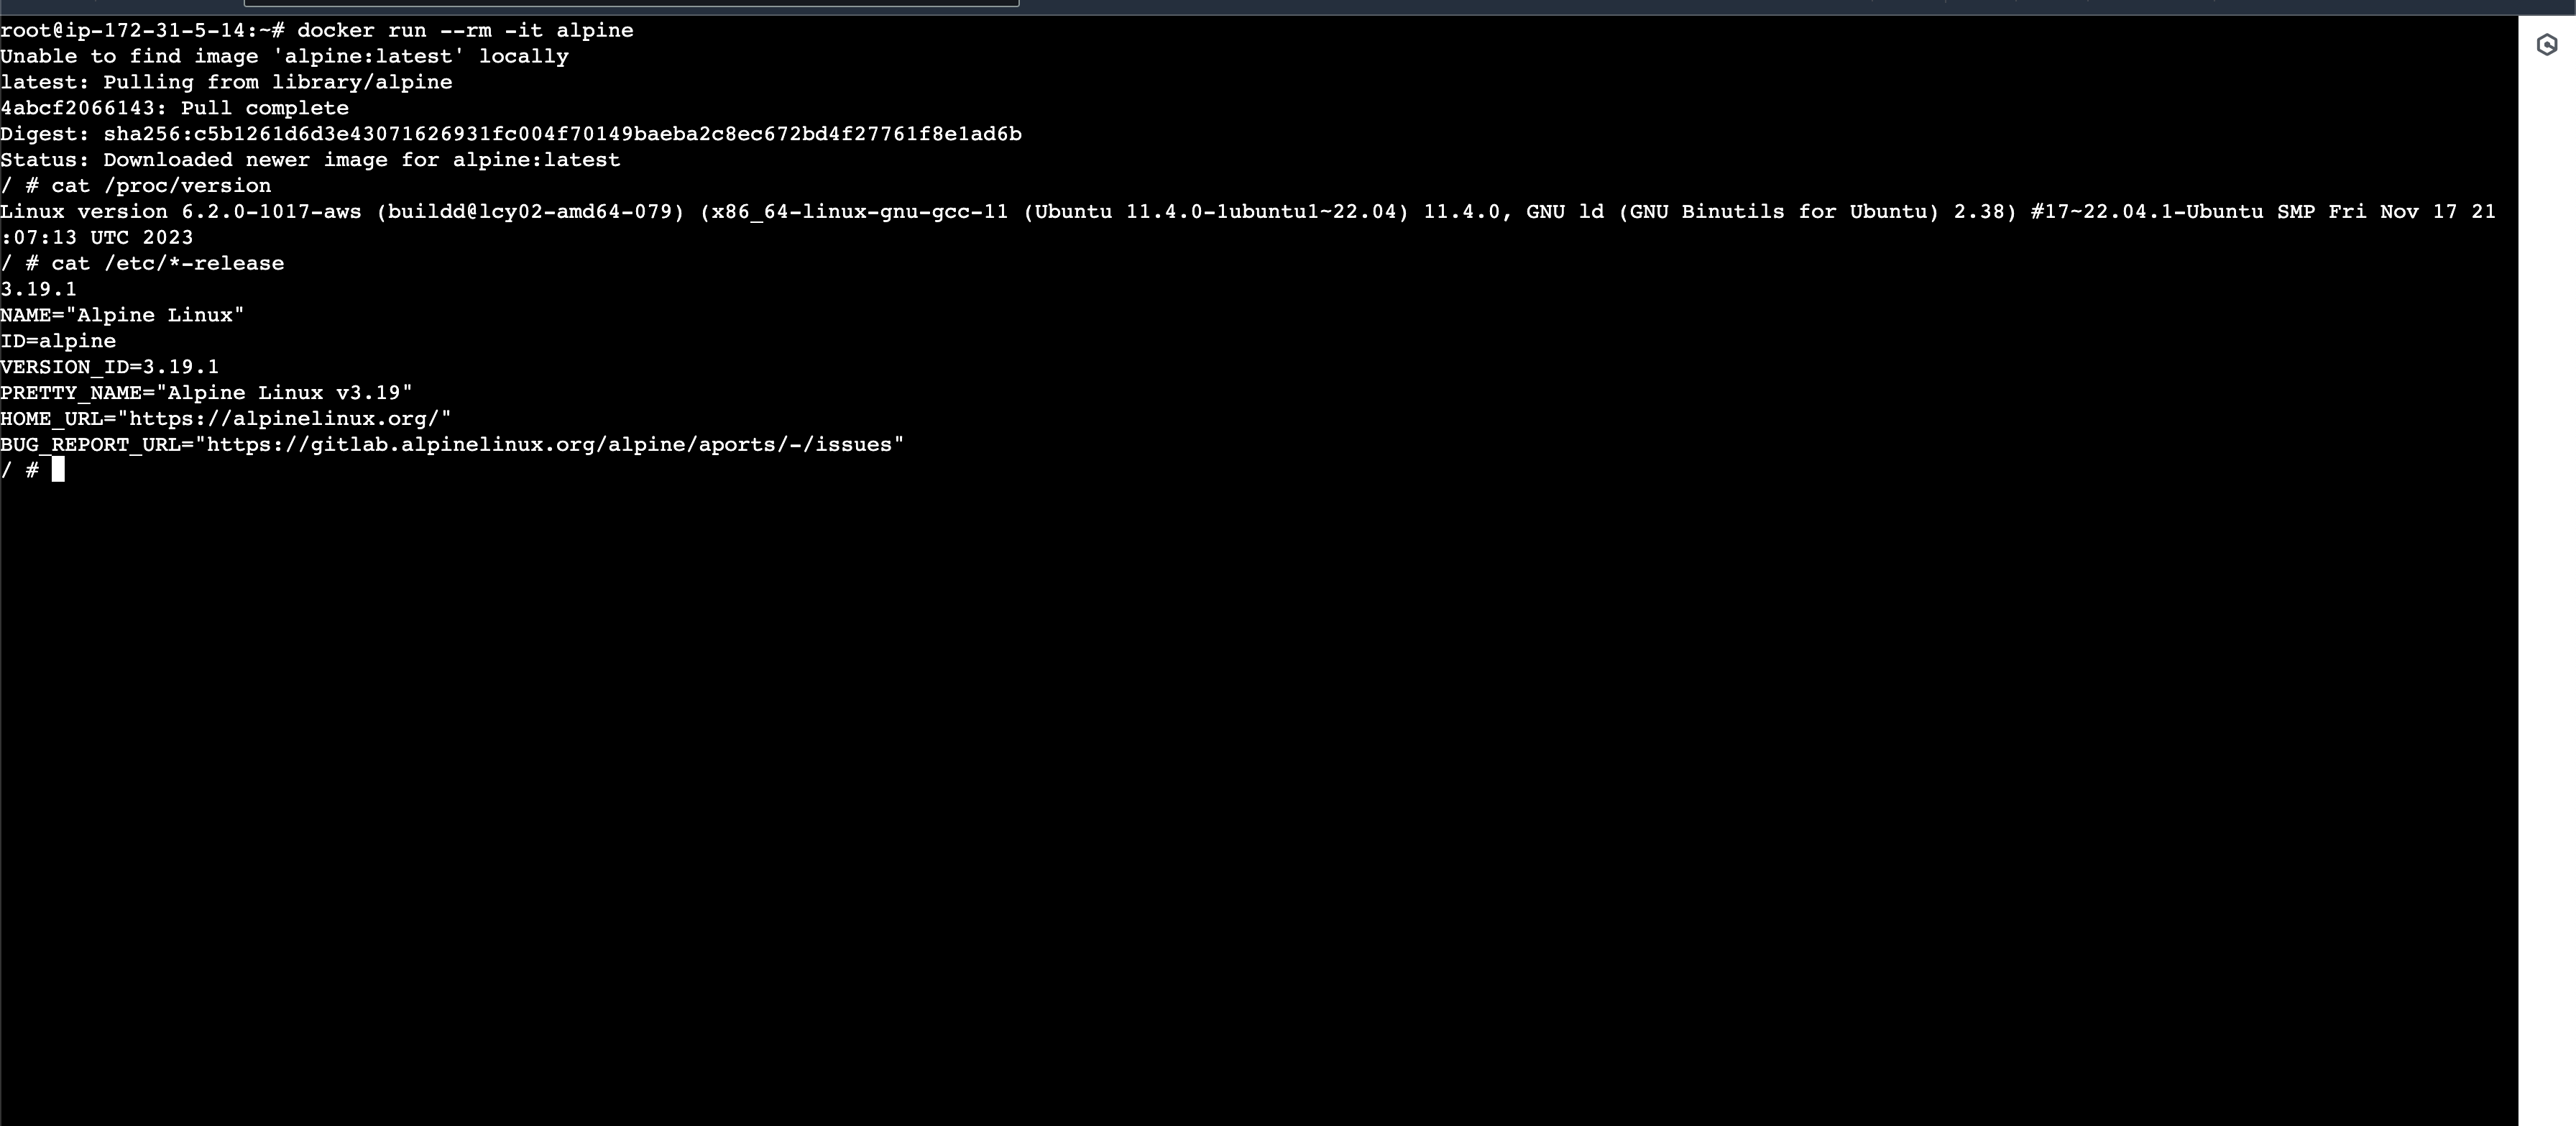 root@ip-172-31-5-14:~# docker run --rm -it alpine
Unable to find image 'alpine:latest' locally
latest: Pulling from library/alpine
4abcf2066143: Pull complete
Digest: sha256:c5b1261d6d3e43071626931fc004f70149baeba2c8ec672bd4f27761f8e1ad6b
Status: Downloaded newer image for alpine:latest
/ # cat /proc/version
Linux version 6.2.0-1017-aws (buildd@lcy02-amd64-079) (x86_64-linux-gnu-gcc-11 (Ubuntu 11.4.0-1ubuntu1~22.04) 11.4.0, GNU ld (GNU Binutils for Ubuntu) 2.38) #17~22.04.1-Ubuntu SMP Fri Nov 17 21
:07:13 UTC 2023
/ # cat /etc/*-release
3.19.1
NAME="Alpine Linux"
ID=alpine
VERSION_ID=3.19.1
PRETTY_NAME="Alpine Linux v3.19"
HOME_URL="https://alpinelinux.org/"
BUG_REPORT_URL="https://gitlab.alpinelinux.org/alpine/aports/-/issues"
/ #